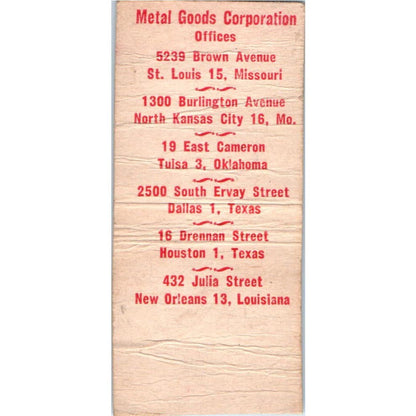 Metal Goods Corporation
Offices
5239 Brown Avenue
St. Louis 15, Missouri
1300 Burlington Avenue
North Kansas City 16, Mo.
19 East Cameron
Tulsa 3, Oklahoma
2500 South Ervay Street
Dallas 1, Texas
16 Drennan Street
Houston 1, Texas
432 Julia Street
New Orleans 13, Louisiana